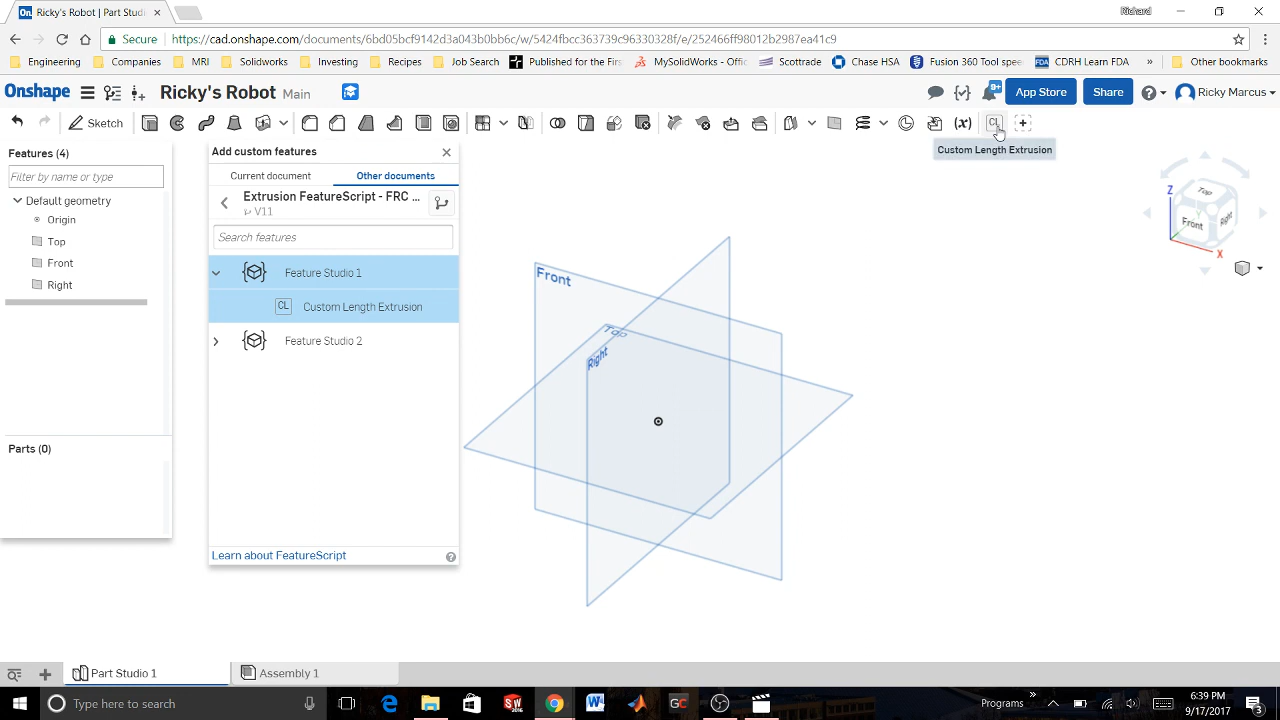 On Ricky's Robot | Part Studi
Richard
Secure https://cad.onshape.com/documents/6bd05bcf9142d3a043b0bb6c/w/5424fbcc363739c96330328f/e/252466ff98012b2987ea41c9
Engineering Companies MRI Solidworks Investing Recipes Job Search Published for the Firs MySolidWorks - Offic Scottrade Chase HSA Fusion 360 Tool spee CDRH Learn FDA » Other bookmarks
Onshape Ricky's Robot Main 9+ App Store Share Ricky Marcus
Sketch (x) CL
Custom Length Extrusion
Features (4)
Filter by name or type
Default geometry
Origin
Top
Front
Right
Parts (0)
Add custom features
Current document Other documents
Extrusion FeatureScript - FRC ...
V11
Search features
Feature Studio 1
CL Custom Length Extrusion
Feature Studio 2
Learn about FeatureScript
Front
Top
Right
Z
Top
Front
Right
X
Part Studio 1 Assembly 1
Type here to search
Programs »
6:39 PM
9/17/2017
3